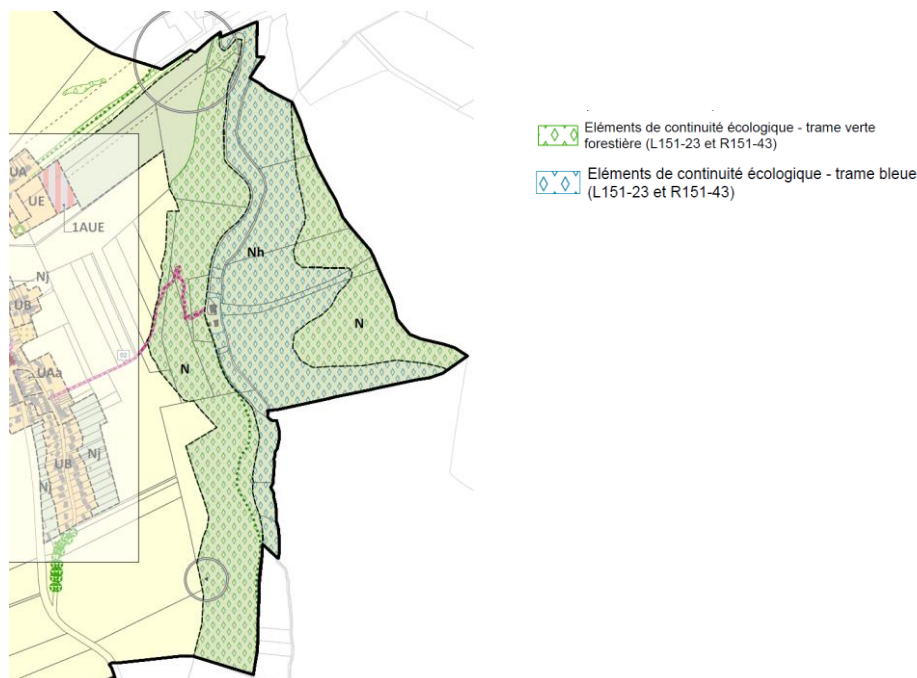 Eléments de continuité écologique - trame verte
forestière (L151-23 et R151-43)
Eléments de continuité écologique - trame bleue
(L151-23 et R151-43)
UA
UE
1AUE
Nh
Nj
UB
N
02
N
UAa
UB
Nj
Nj